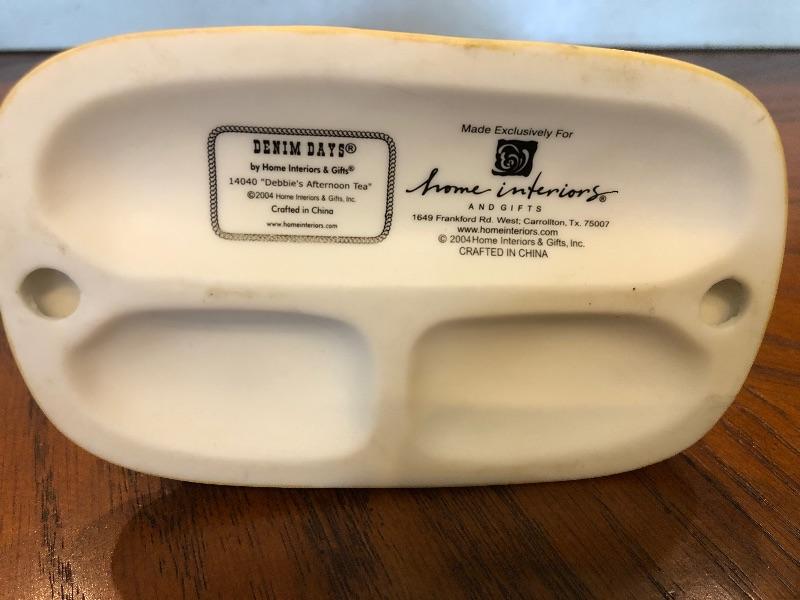 DENIM DAYS®
by Home Interiors & Gifts®
14040 "Debbie's Afternoon Tea"
©2004 Home Interiors & Gifts, Inc.
Crafted in China
www.homeinteriors.com
Made Exclusively For
home interiors®
AND GIFTS
1649 Frankford Rd. West; Carrollton, Tx. 75007
www.homeinteriors.com
© 2004 Home Interiors & Gifts, Inc.
CRAFTED IN CHINA